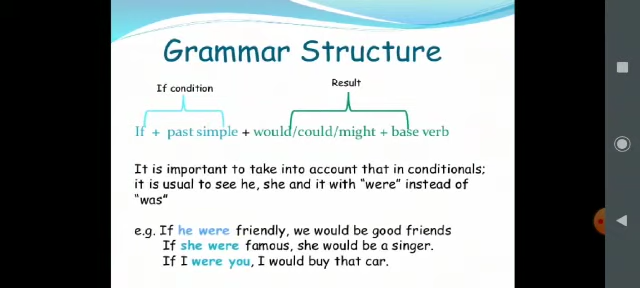 Grammar Structure
If condition
Result
If + past simple + would/could/might + base verb
It is important to take into account that in conditionals;
it is usual to see he, she and it with “were” instead of
“was”
e.g. If he were friendly, we would be good friends
If she were famous, she would be a singer.
If I were you, I would buy that car.